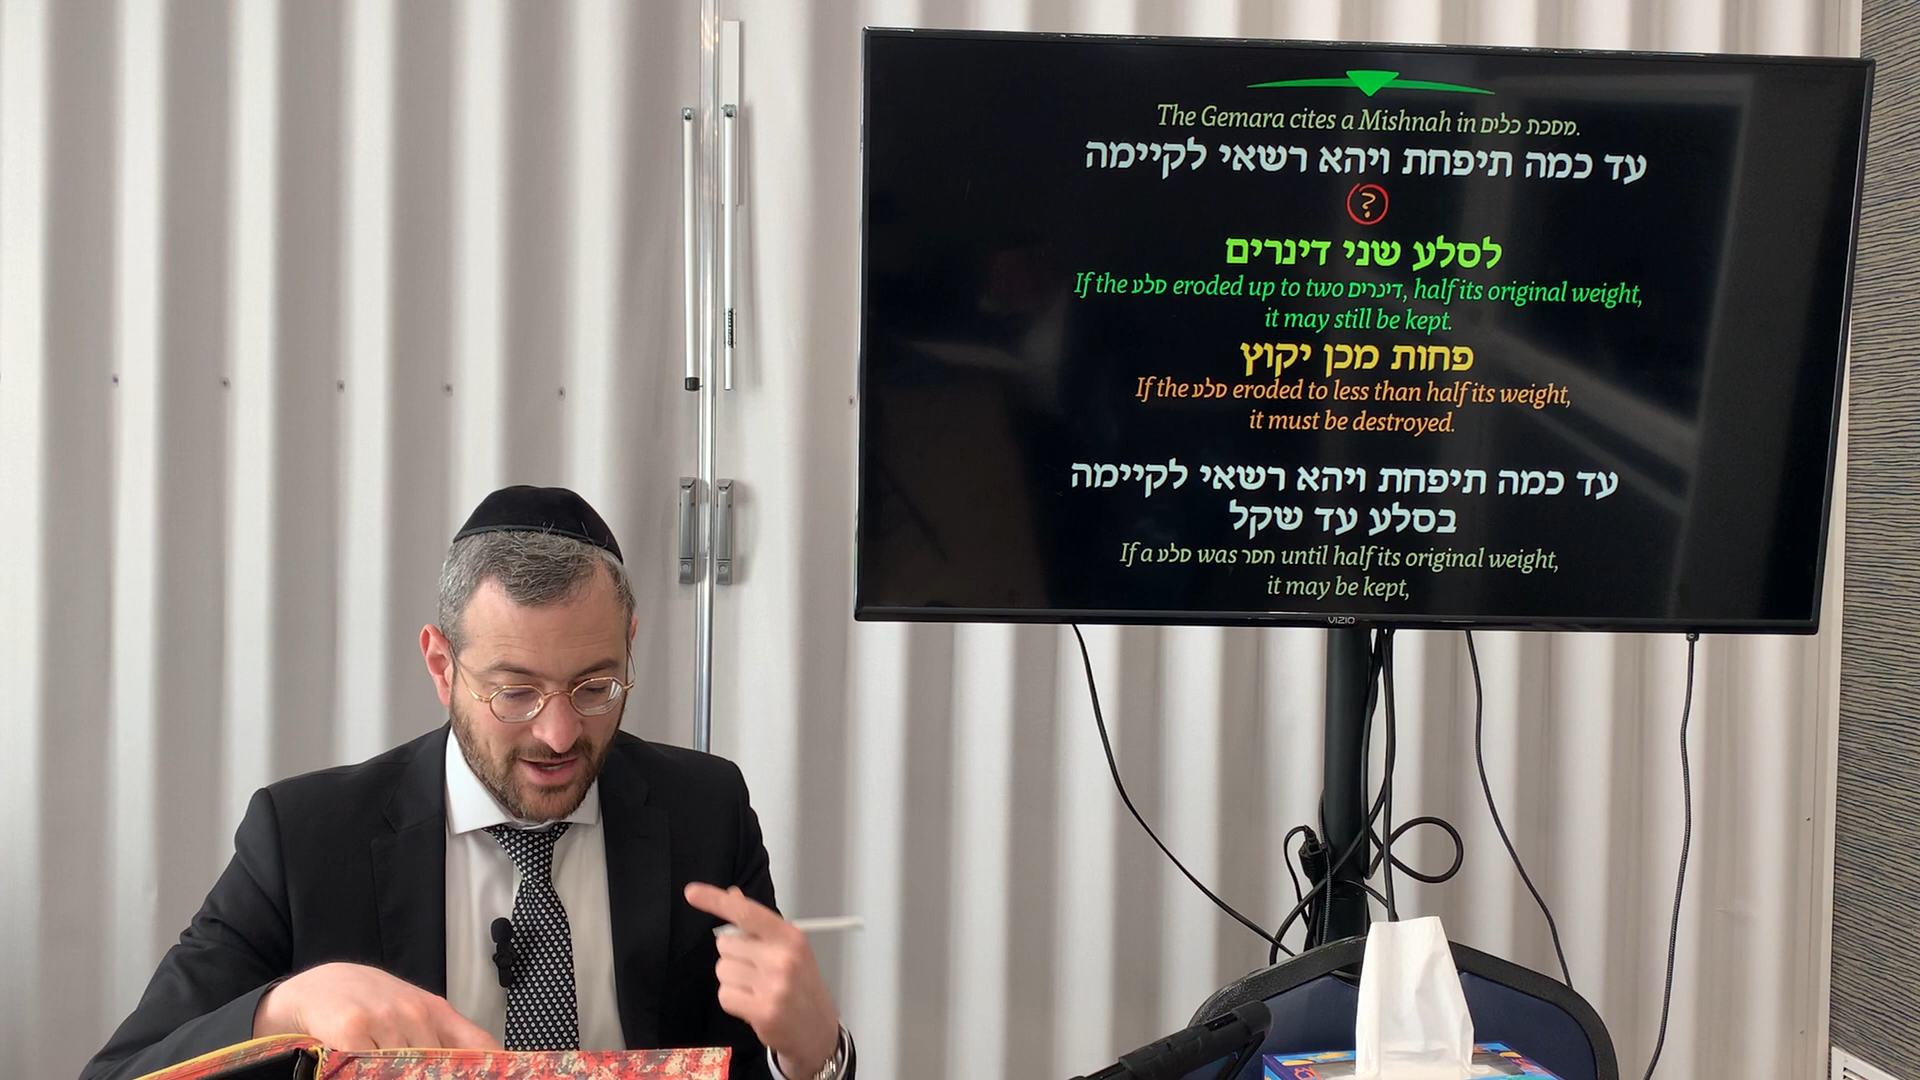 The Gemara cites a Mishnah in מסכת כלים.
עד כמה תיפחת ויהא רשאי לקיימה
?
לסלע שני דינרים
If the סלע eroded up to two דינרים, half its original weight,
it may still be kept.
פחות מכן יקוץ
If the סלע eroded to less than half its weight,
it must be destroyed.
עד כמה תיפחת ויהא רשאי לקיימה
בסלע עד שקל
If a סלע was חסר until half its original weight,
it may be kept,
VIZIO